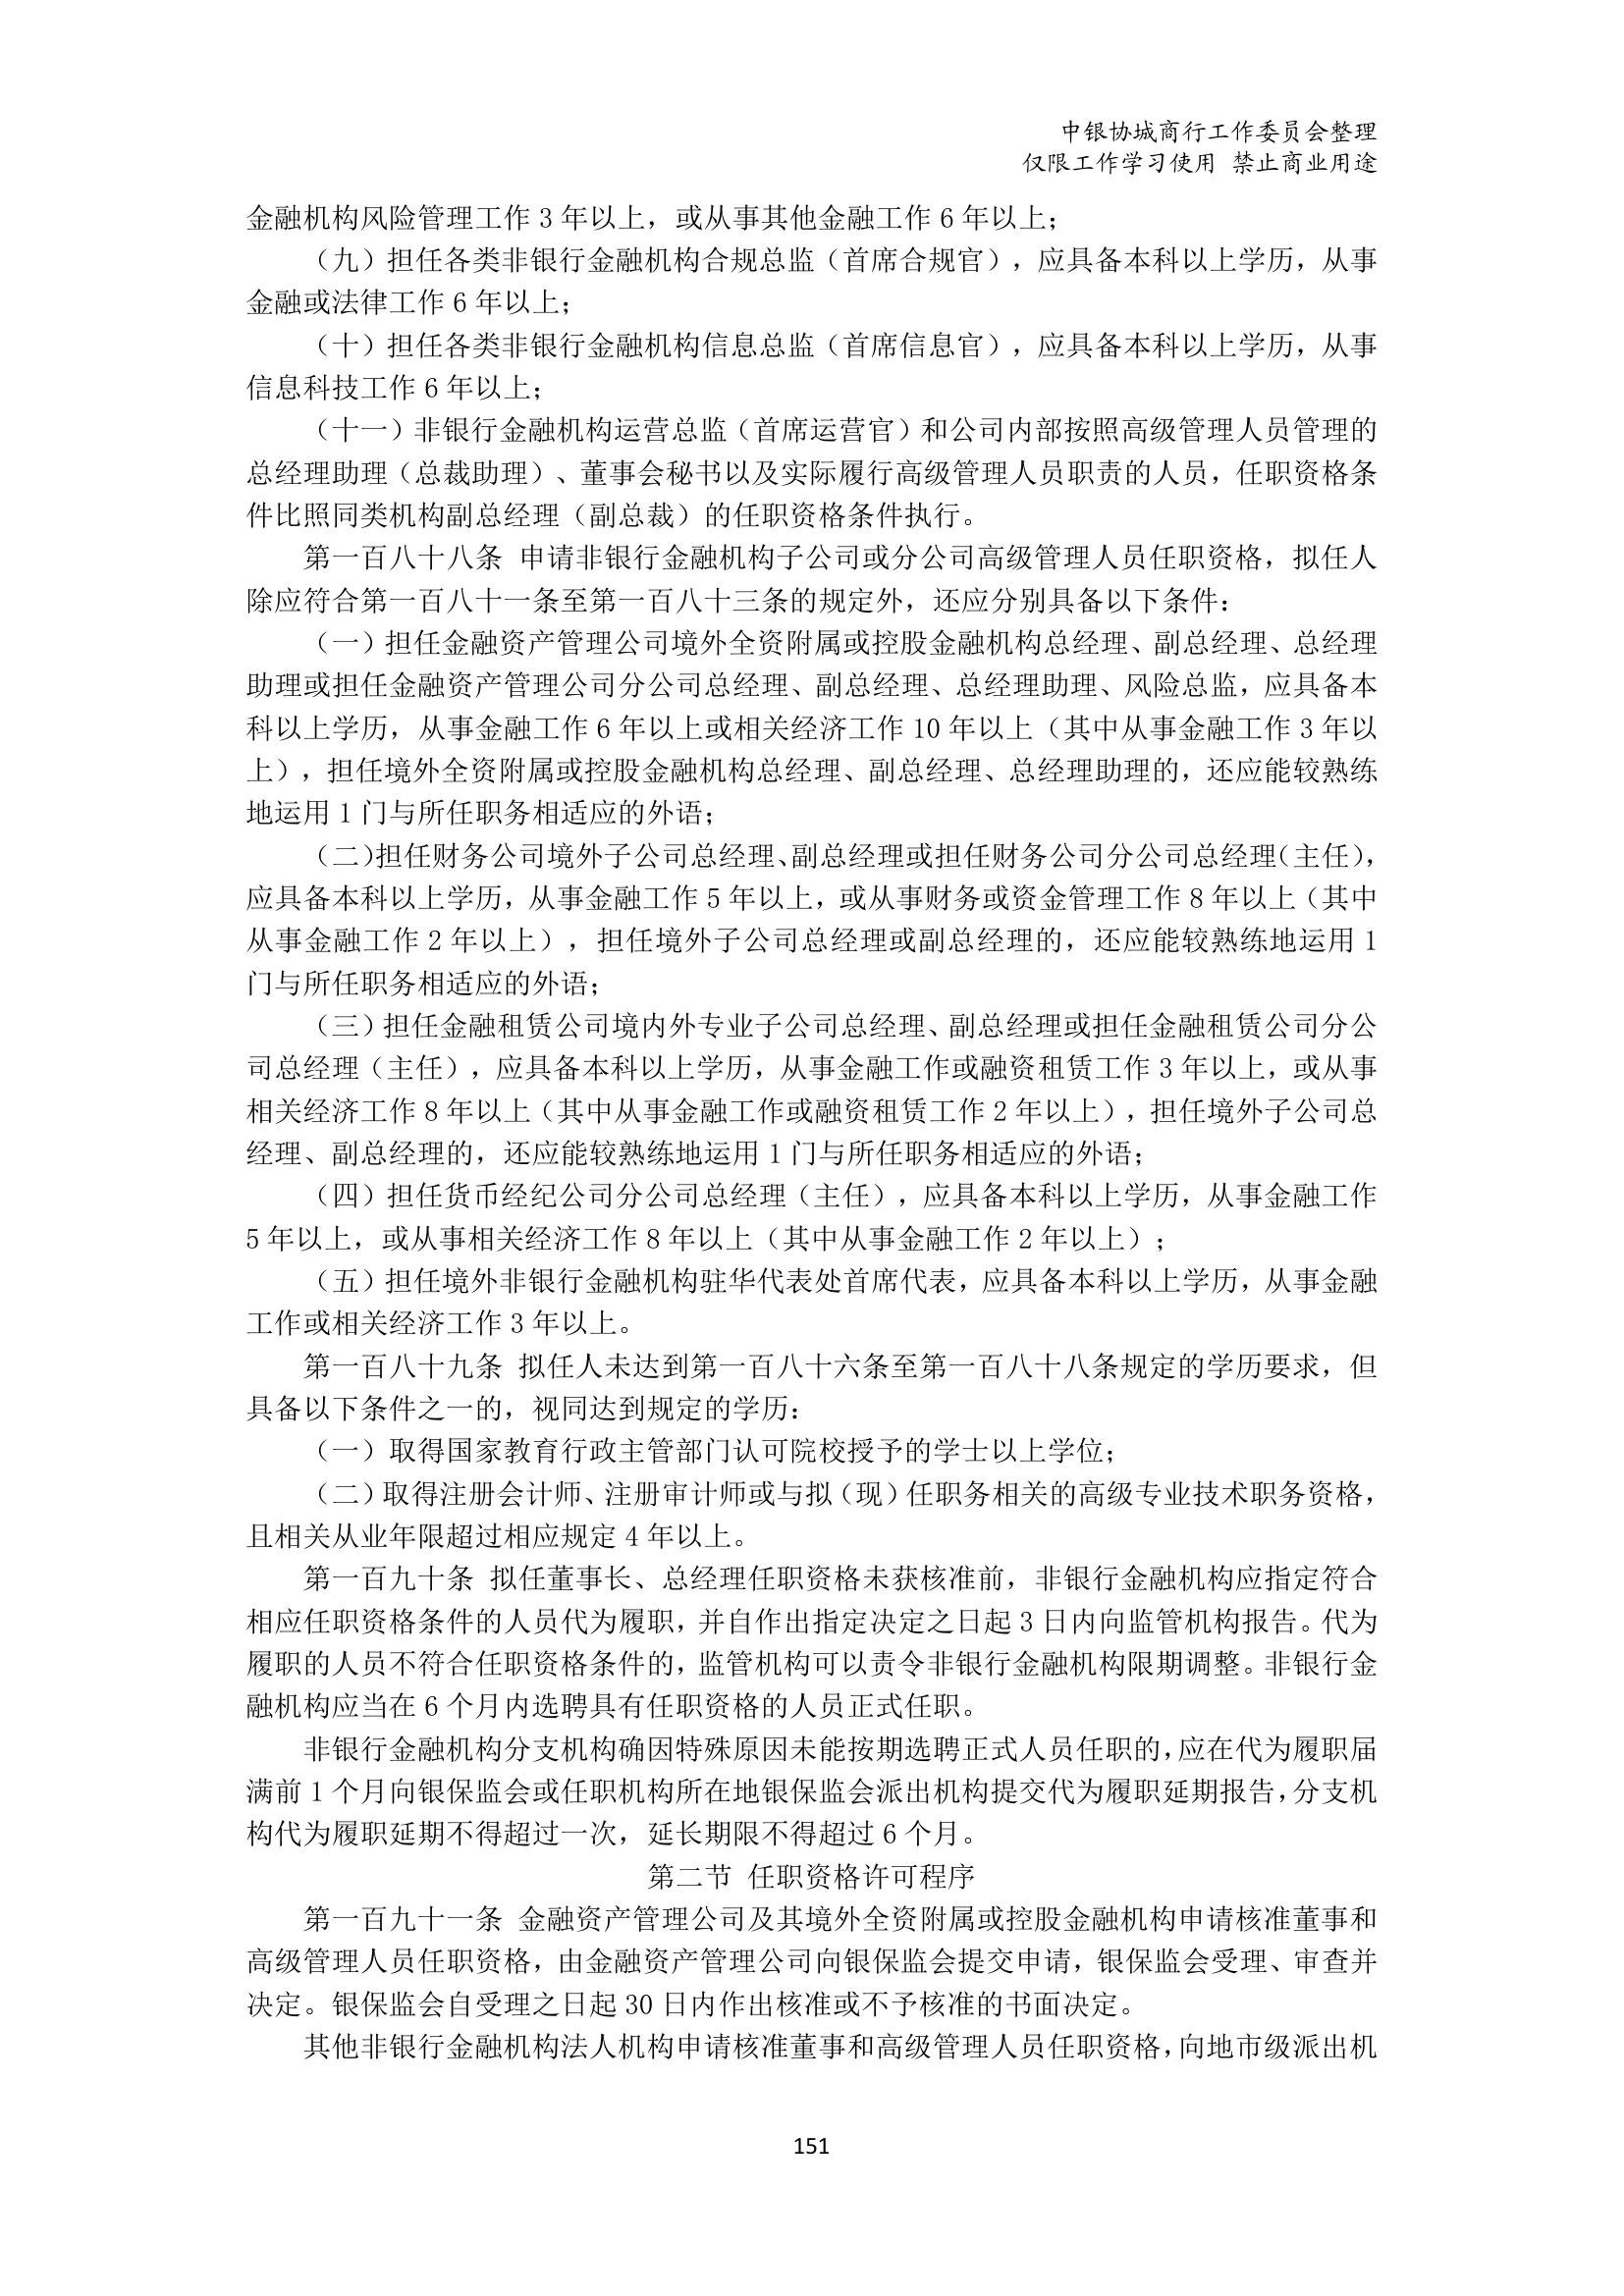 中银协城商行工作委员会整理
仅限工作学习使用 禁止商业用途
金融机构风险管理工作 3 年以上，或从事其他金融工作 6 年以上；
（九）担任各类非银行金融机构合规总监（首席合规官），应具备本科以上学历，从事
金融或法律工作 6 年以上；
（十）担任各类非银行金融机构信息总监（首席信息官），应具备本科以上学历，从事
信息科技工作 6 年以上；
（十一）非银行金融机构运营总监（首席运营官）和公司内部按照高级管理人员管理的
总经理助理（总裁助理）、董事会秘书以及实际履行高级管理人员职责的人员，任职资格条
件比照同类机构副总经理（副总裁）的任职资格条件执行。
第一百八十八条 申请非银行金融机构子公司或分公司高级管理人员任职资格，拟任人
除应符合第一百八十一条至第一百八十三条的规定外，还应分别具备以下条件：
（一）担任金融资产管理公司境外全资附属或控股金融机构总经理、副总经理、总经理
助理或担任金融资产管理公司分公司总经理、副总经理、总经理助理、风险总监，应具备本
科以上学历，从事金融工作 6 年以上或相关经济工作 10 年以上（其中从事金融工作 3 年以
上），担任境外全资附属或控股金融机构总经理、副总经理、总经理助理的，还应能较熟练
地运用 1 门与所任职务相适应的外语；
（二）担任财务公司境外子公司总经理、副总经理或担任财务公司分公司总经理（主任），
应具备本科以上学历，从事金融工作 5 年以上，或从事财务或资金管理工作 8 年以上（其中
从事金融工作 2 年以上），担任境外子公司总经理或副总经理的，还应能较熟练地运用 1
门与所任职务相适应的外语；
（三）担任金融租赁公司境内外专业子公司总经理、副总经理或担任金融租赁公司分公
司总经理（主任），应具备本科以上学历，从事金融工作或融资租赁工作 3 年以上，或从事
相关经济工作 8 年以上（其中从事金融工作或融资租赁工作 2 年以上），担任境外子公司总
经理、副总经理的，还应能较熟练地运用 1 门与所任职务相适应的外语；
（四）担任货币经纪公司分公司总经理（主任），应具备本科以上学历，从事金融工作
5 年以上，或从事相关经济工作 8 年以上（其中从事金融工作 2 年以上）；
（五）担任境外非银行金融机构驻华代表处首席代表，应具备本科以上学历，从事金融
工作或相关经济工作 3 年以上。
第一百八十九条 拟任人未达到第一百八十六条至第一百八十八条规定的学历要求，但
具备以下条件之一的，视同达到规定的学历：
（一）取得国家教育行政主管部门认可院校授予的学士以上学位；
（二）取得注册会计师、注册审计师或与拟（现）任职务相关的高级专业技术职务资格，
且相关从业年限超过相应规定 4 年以上。
第一百九十条 拟任董事长、总经理任职资格未获核准前，非银行金融机构应指定符合
相应任职资格条件的人员代为履职，并自作出指定决定之日起 3 日内向监管机构报告。代为
履职的人员不符合任职资格条件的，监管机构可以责令非银行金融机构限期调整。非银行金
融机构应当在 6 个月内选聘具有任职资格的人员正式任职。
非银行金融机构分支机构确因特殊原因未能按期选聘正式人员任职的，应在代为履职届
满前 1 个月向银保监会或任职机构所在地银保监会派出机构提交代为履职延期报告，分支机
构代为履职延期不得超过一次，延长期限不得超过 6 个月。
第二节 任职资格许可程序
第一百九十一条 金融资产管理公司及其境外全资附属或控股金融机构申请核准董事和
高级管理人员任职资格，由金融资产管理公司向银保监会提交申请，银保监会受理、审查并
决定。银保监会自受理之日起 30 日内作出核准或不予核准的书面决定。
其他非银行金融机构法人机构申请核准董事和高级管理人员任职资格，向地市级派出机
151